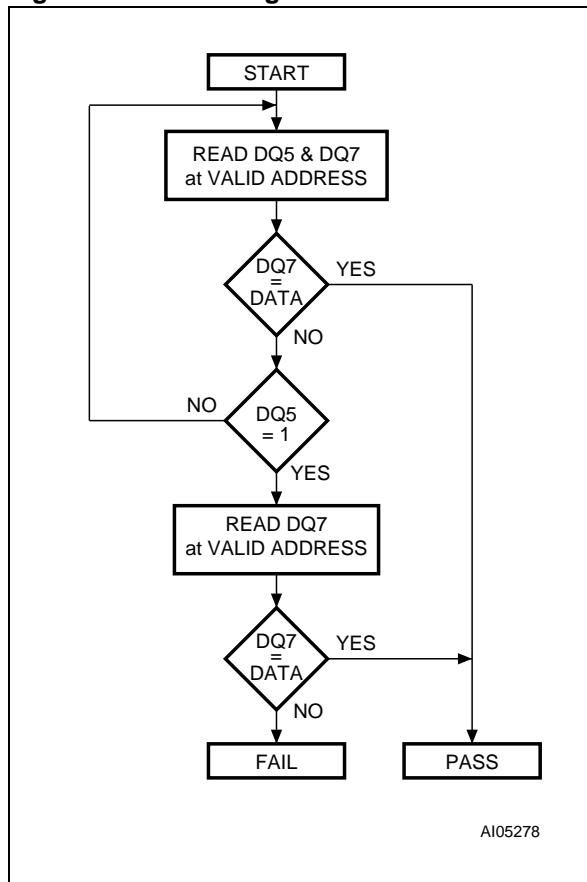 START
READ DQ5 & DQ7
at VALID ADDRESS
DQ7
=
DATA
YES
NO
DQ5
= 1
NO
YES
READ DQ7
at VALID ADDRESS
DQ7
=
DATA
YES
NO
FAIL
PASS
AI05278